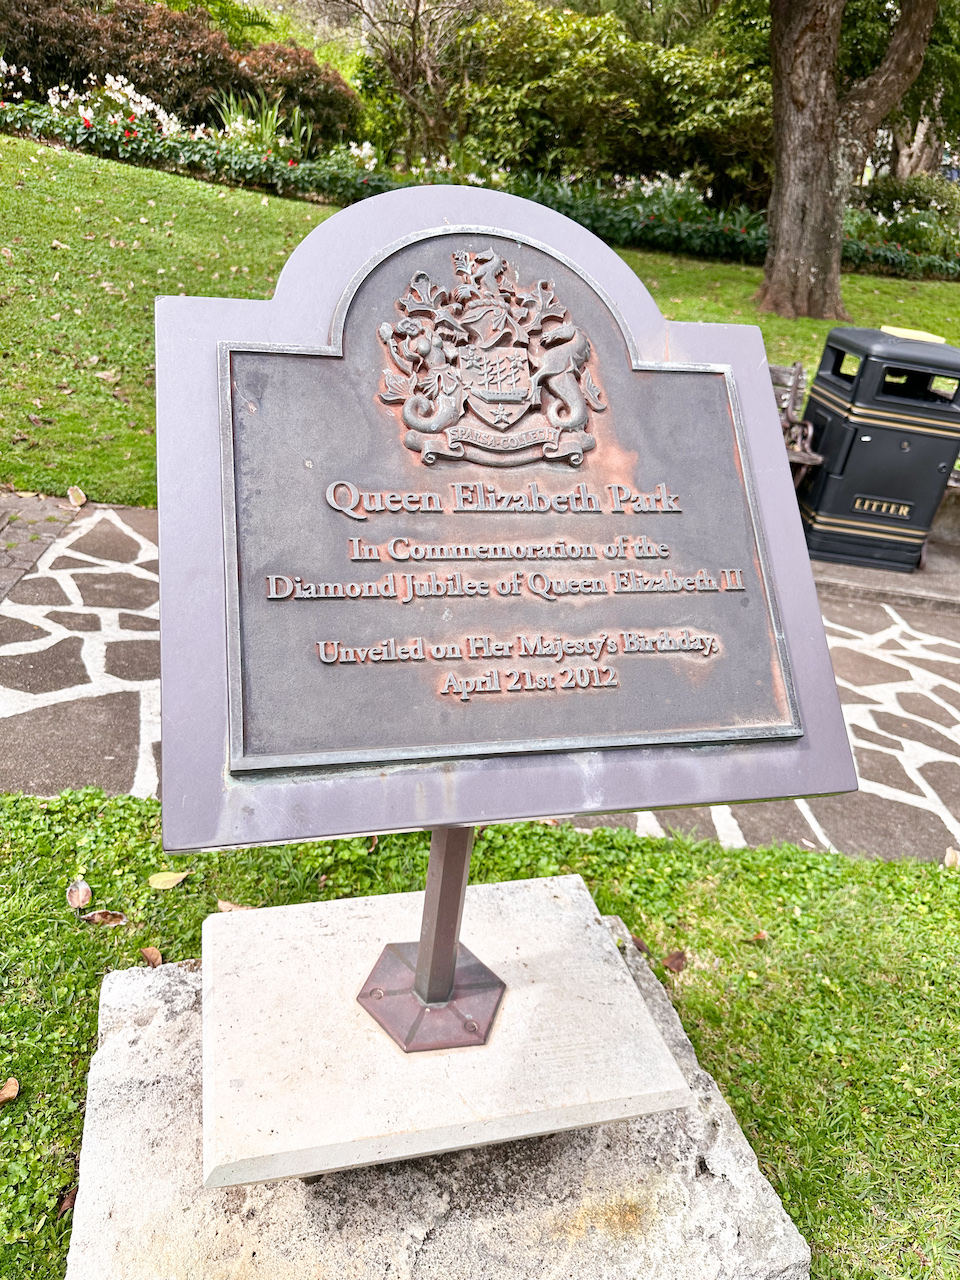 SPARSA·COLLEGIT
Queen Elizabeth Park
In Commemoration of the
Diamond Jubilee of Queen Elizabeth II
Unveiled on Her Majesty's Birthday,
April 21st 2012
LITTER